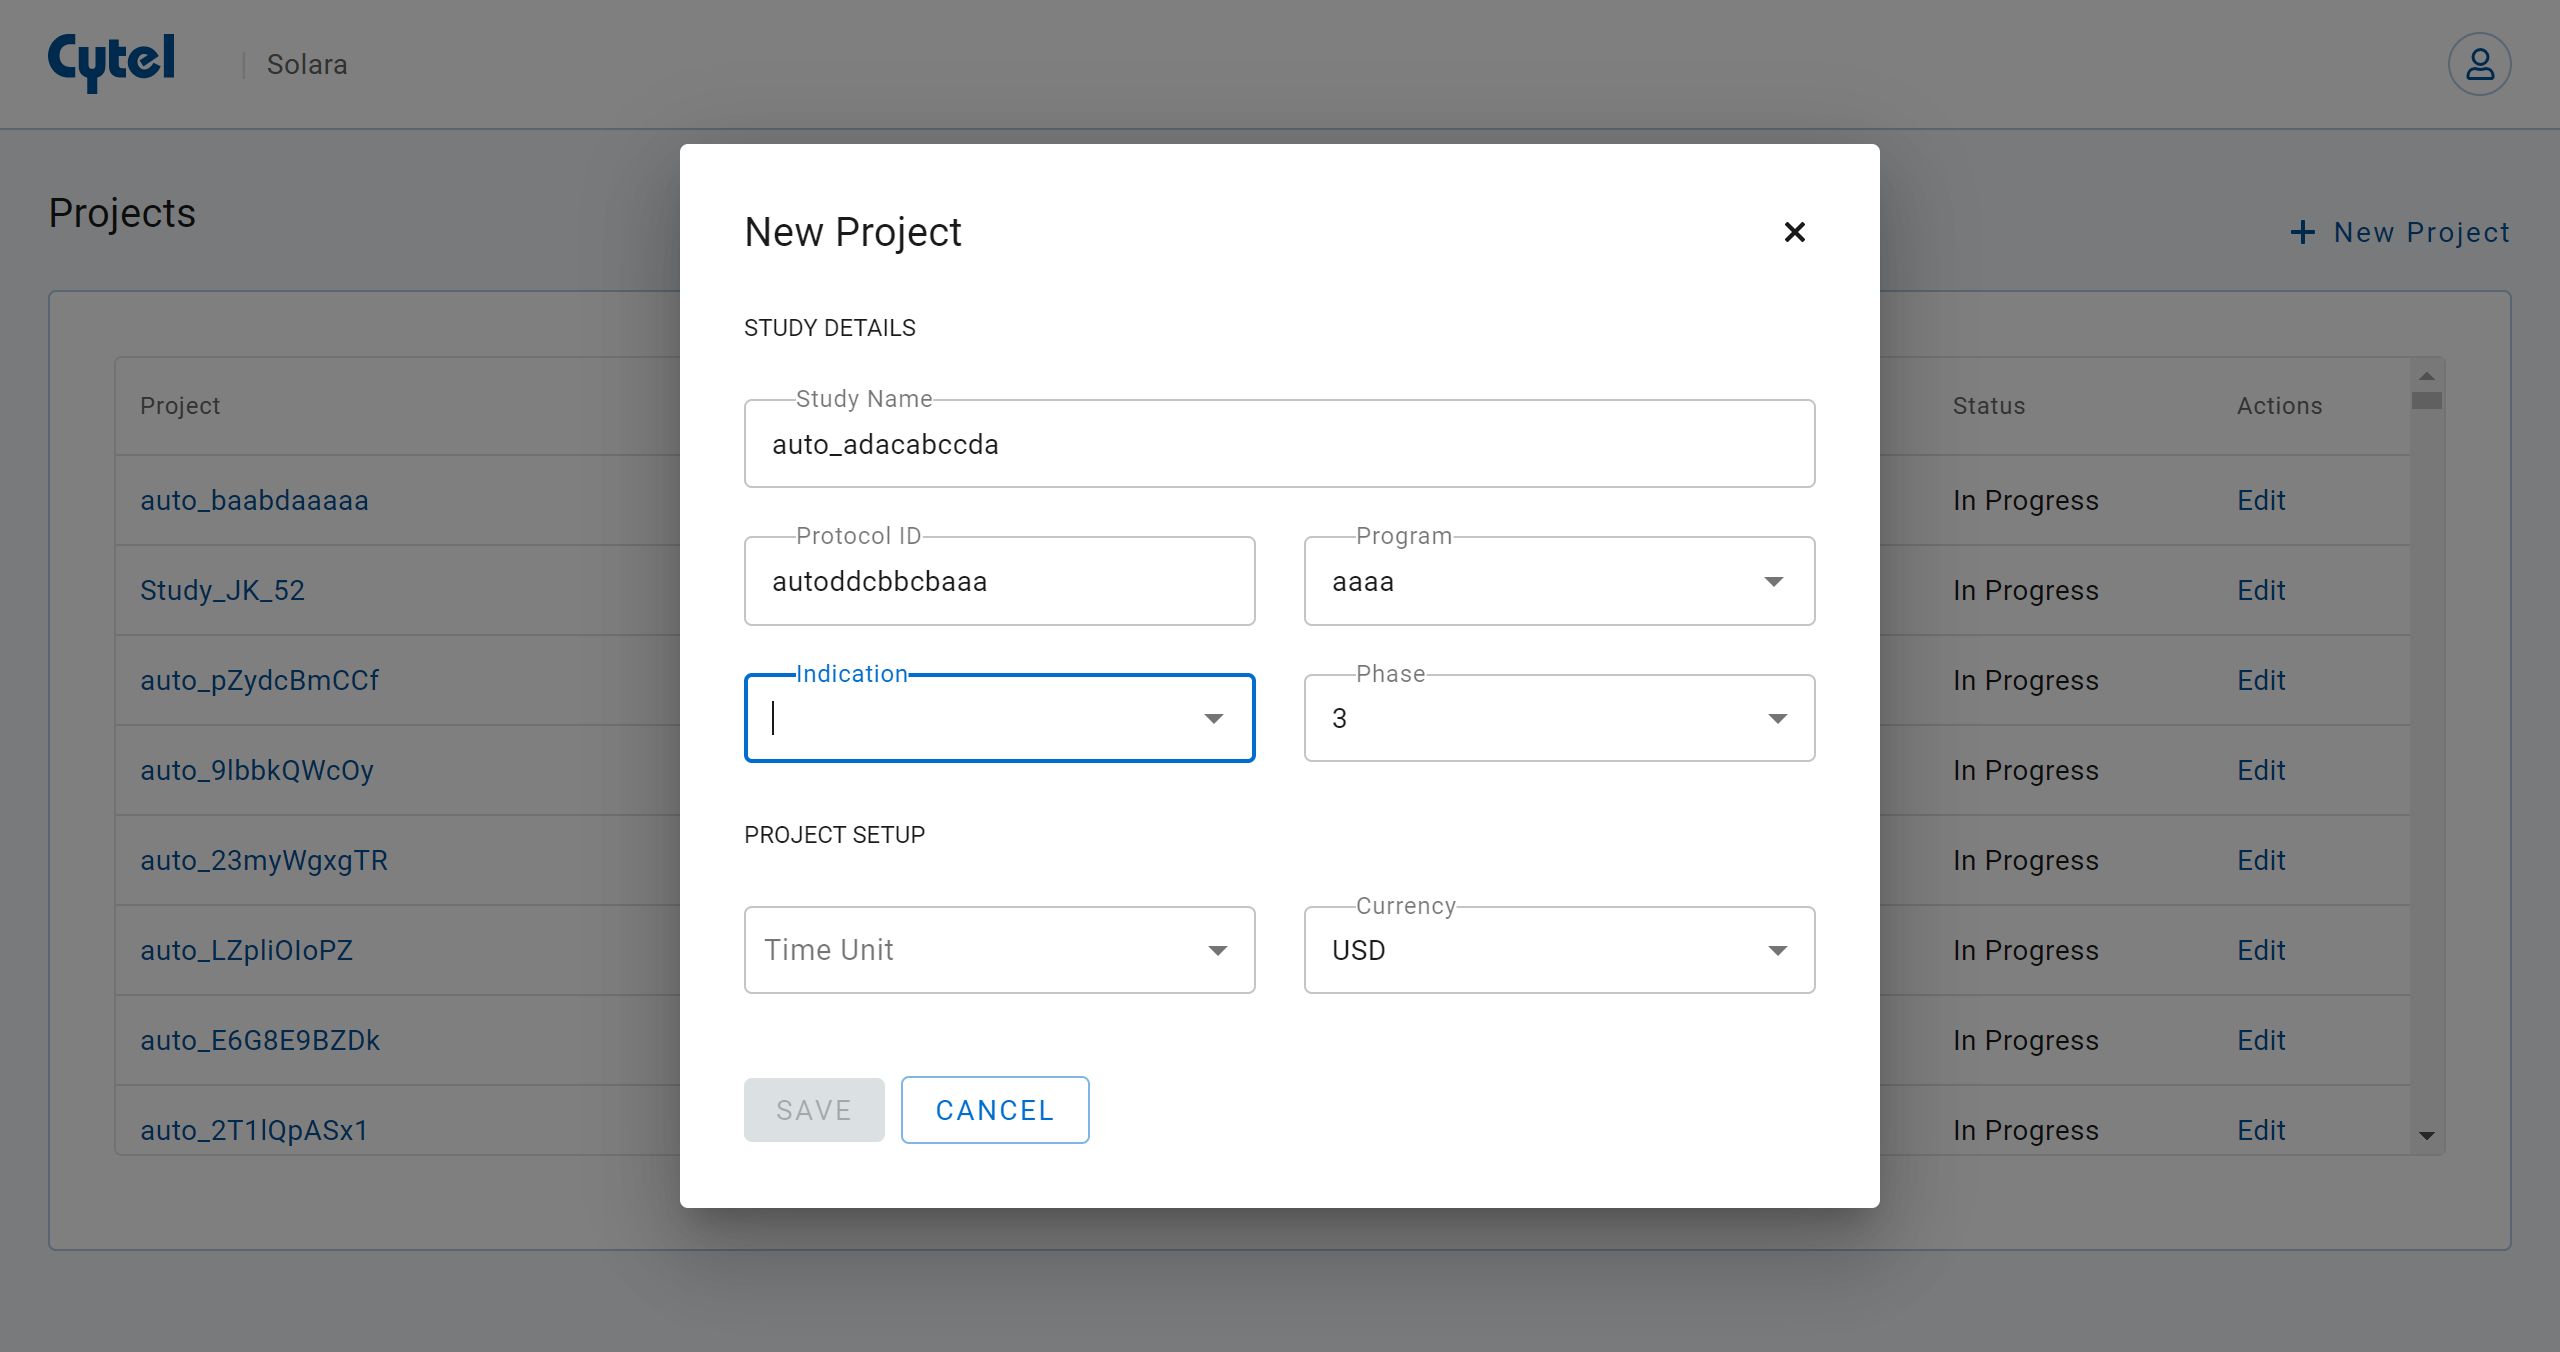 Cytel | Solara
Projects
+ New Project
Project
Status
Actions
auto_baabdaaaaa
In Progress
Edit
Study_JK_52
In Progress
Edit
auto_pZydcBmCCf
In Progress
Edit
auto_9lbbkQWcOy
In Progress
Edit
auto_23myWgxgTR
In Progress
Edit
auto_LZpliOIoPZ
In Progress
Edit
auto_E6G8E9BZDk
In Progress
Edit
auto_2T1lQpASx1
In Progress
Edit
New Project
STUDY DETAILS
Study Name
auto_adacabccda
Protocol ID
autoddcbbcbaaa
Program
aaaa
Indication
Phase
3
PROJECT SETUP
Time Unit
Currency
USD
SAVE
CANCEL